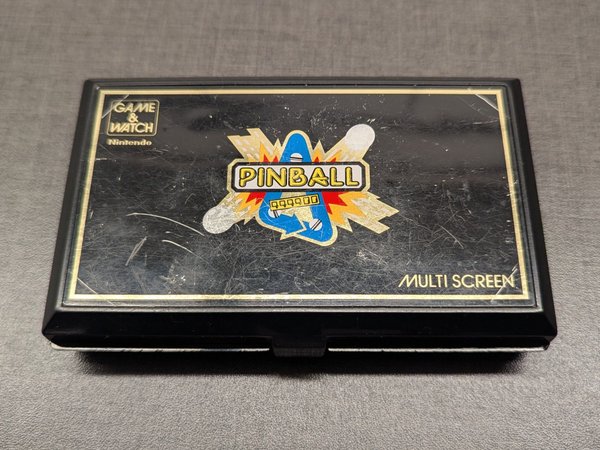 GAME
&
WATCH
Nintendo
PINBALL
MULTI SCREEN